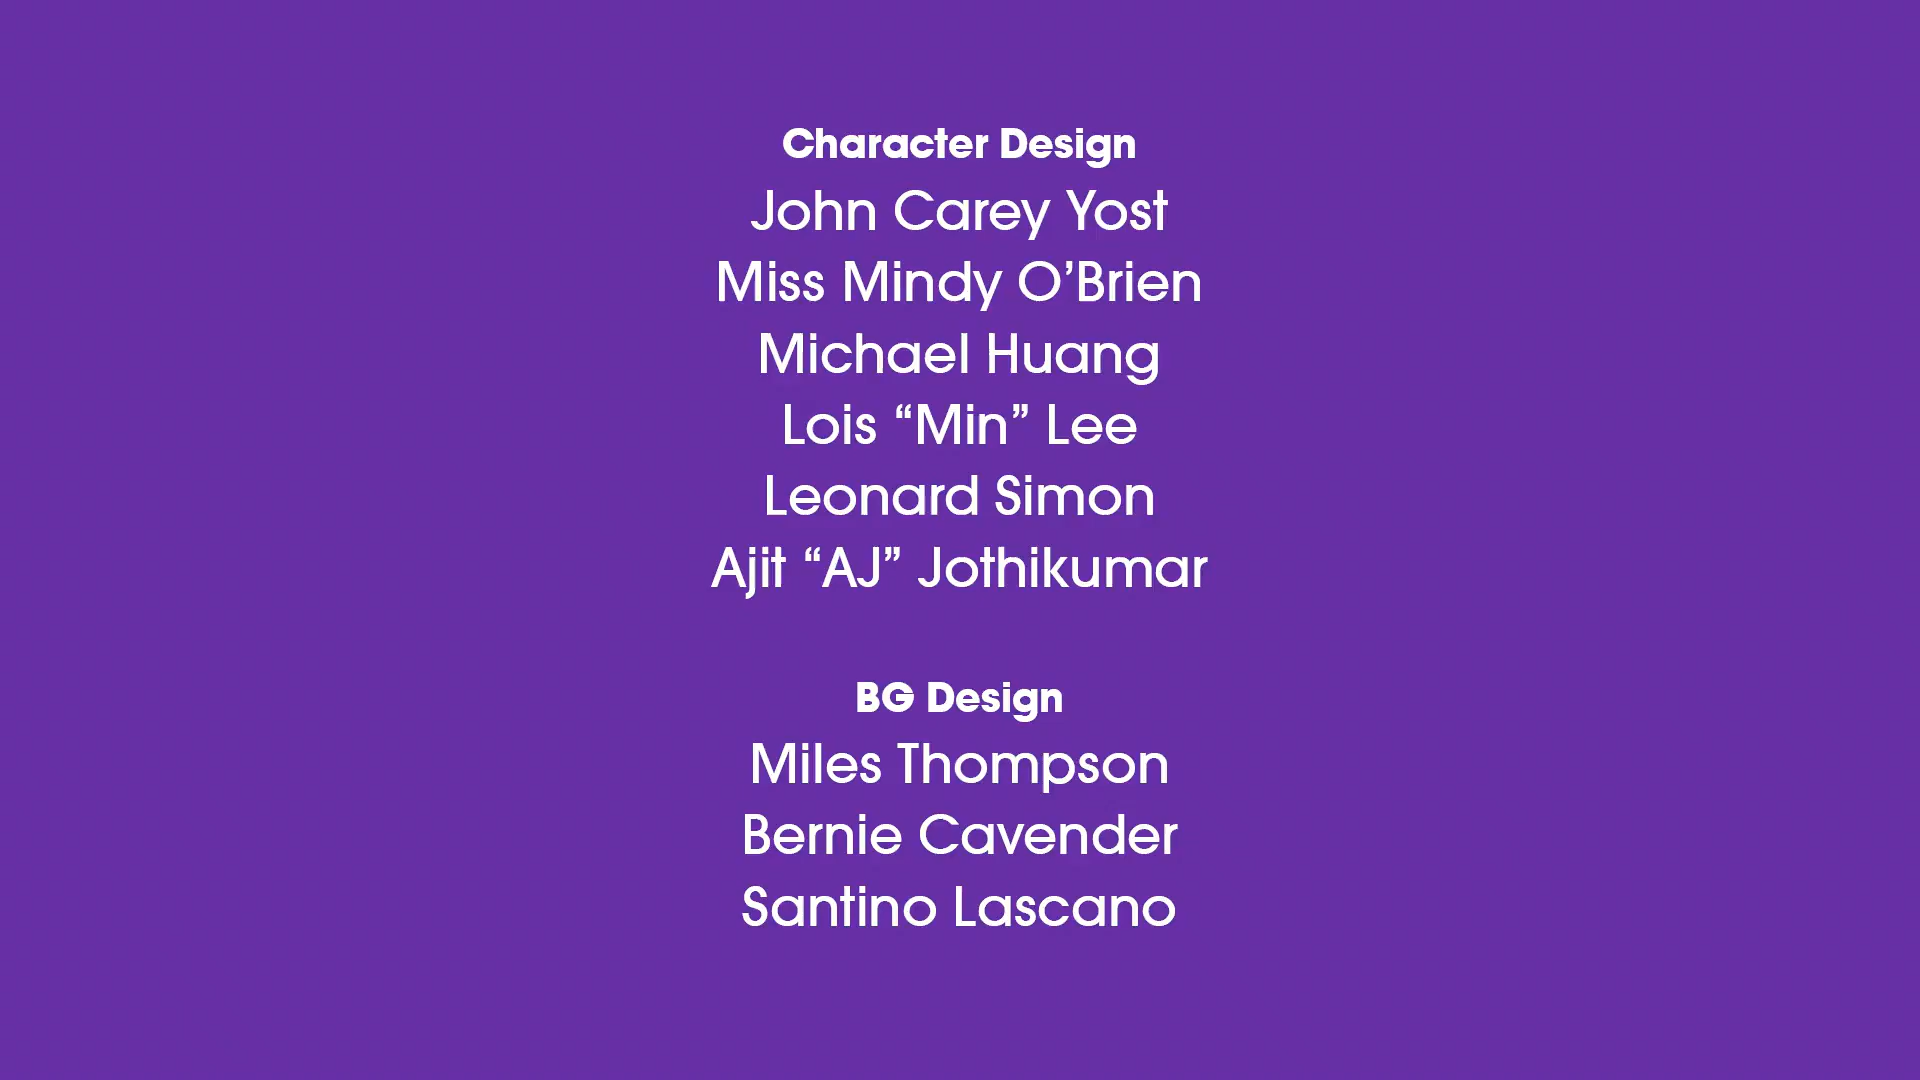 Character Design
John Carey Yost
Miss Mindy O’Brien
Michael Huang
Lois “Min” Lee
Leonard Simon
Ajit “AJ” Jothikumar
BG Design
Miles Thompson
Bernie Cavender
Santino Lascano